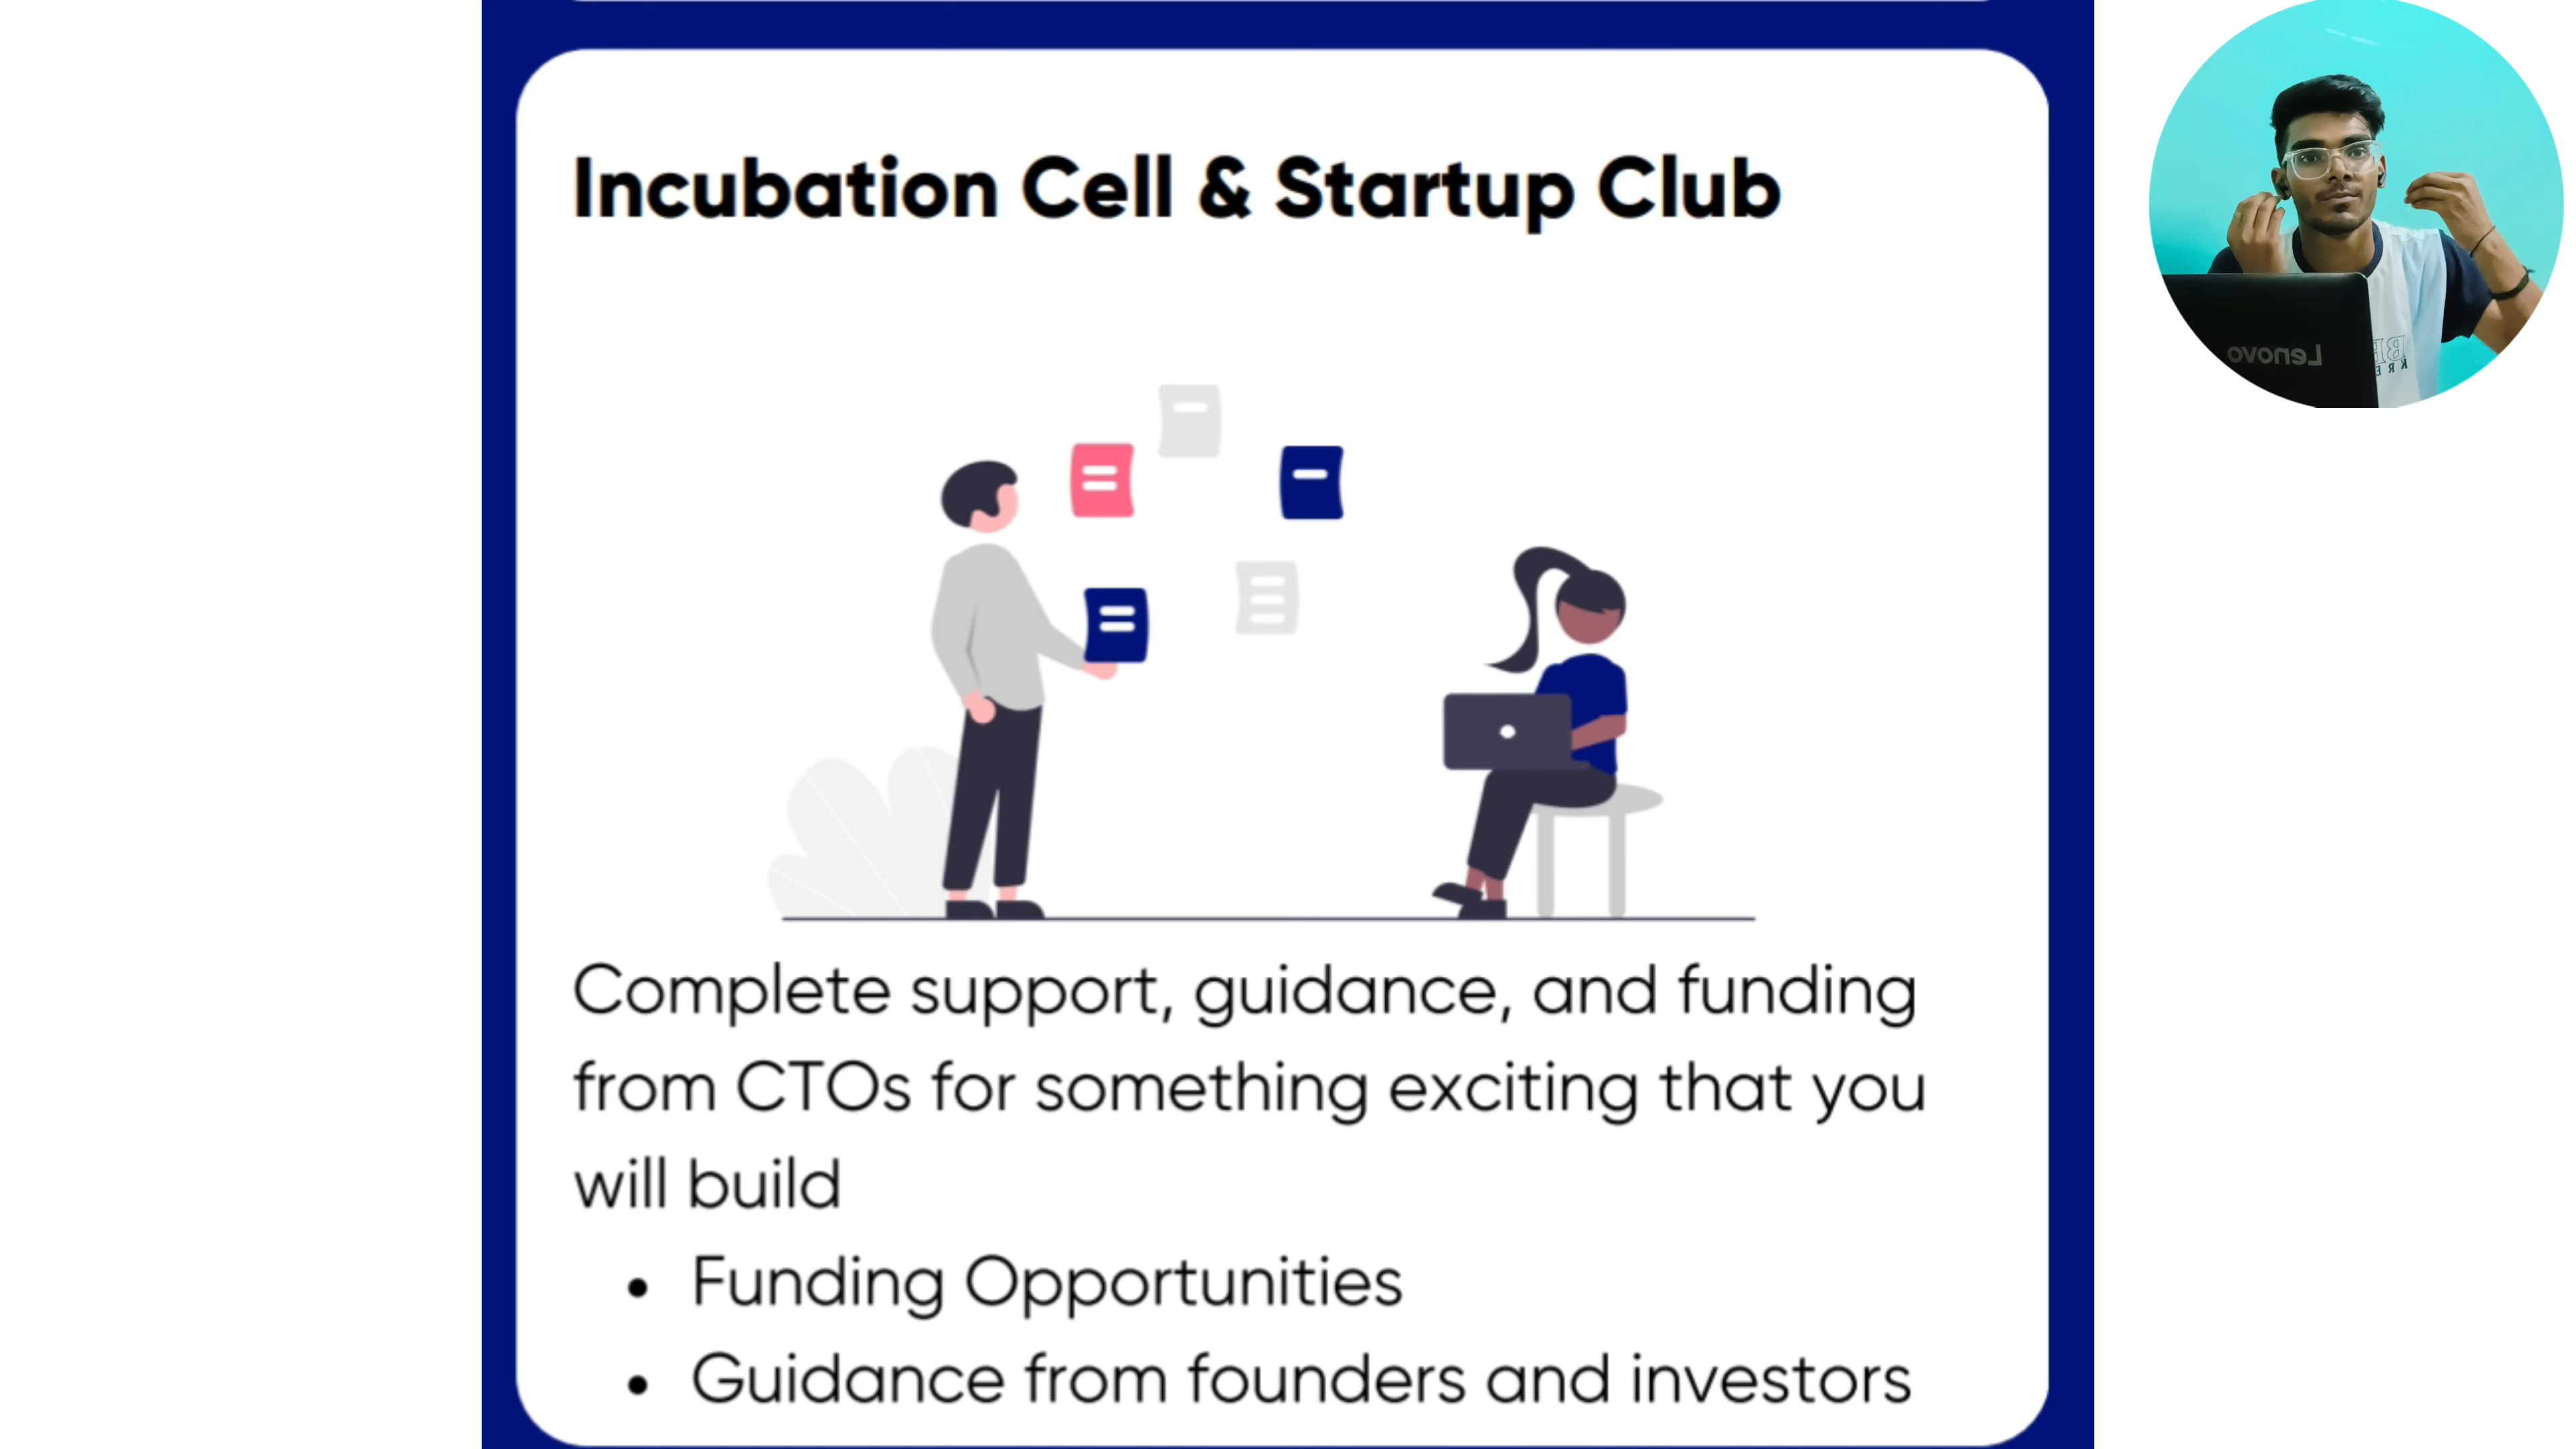 Incubation Cell & Startup Club
Complete support, guidance, and funding
from CTOs for something exciting that you
will build
• Funding Opportunities
• Guidance from founders and investors
Lenovo